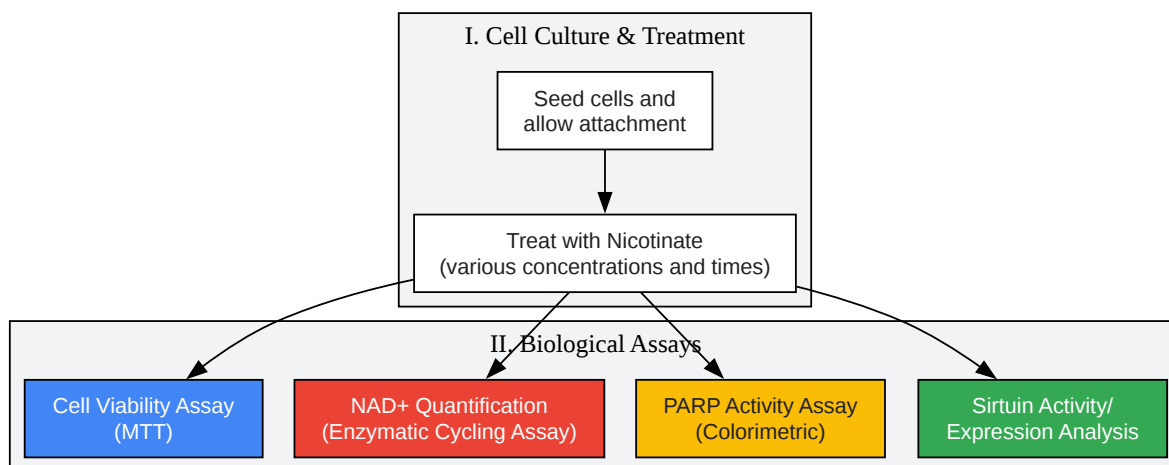 I. Cell Culture & Treatment
Seed cells and
allow attachment
Treat with Nicotinate
(various concentrations and times)
II. Biological Assays
Cell Viability Assay
(MTT)
NAD+ Quantification
(Enzymatic Cycling Assay)
PARP Activity Assay
(Colorimetric)
Sirtuin Activity/
Expression Analysis